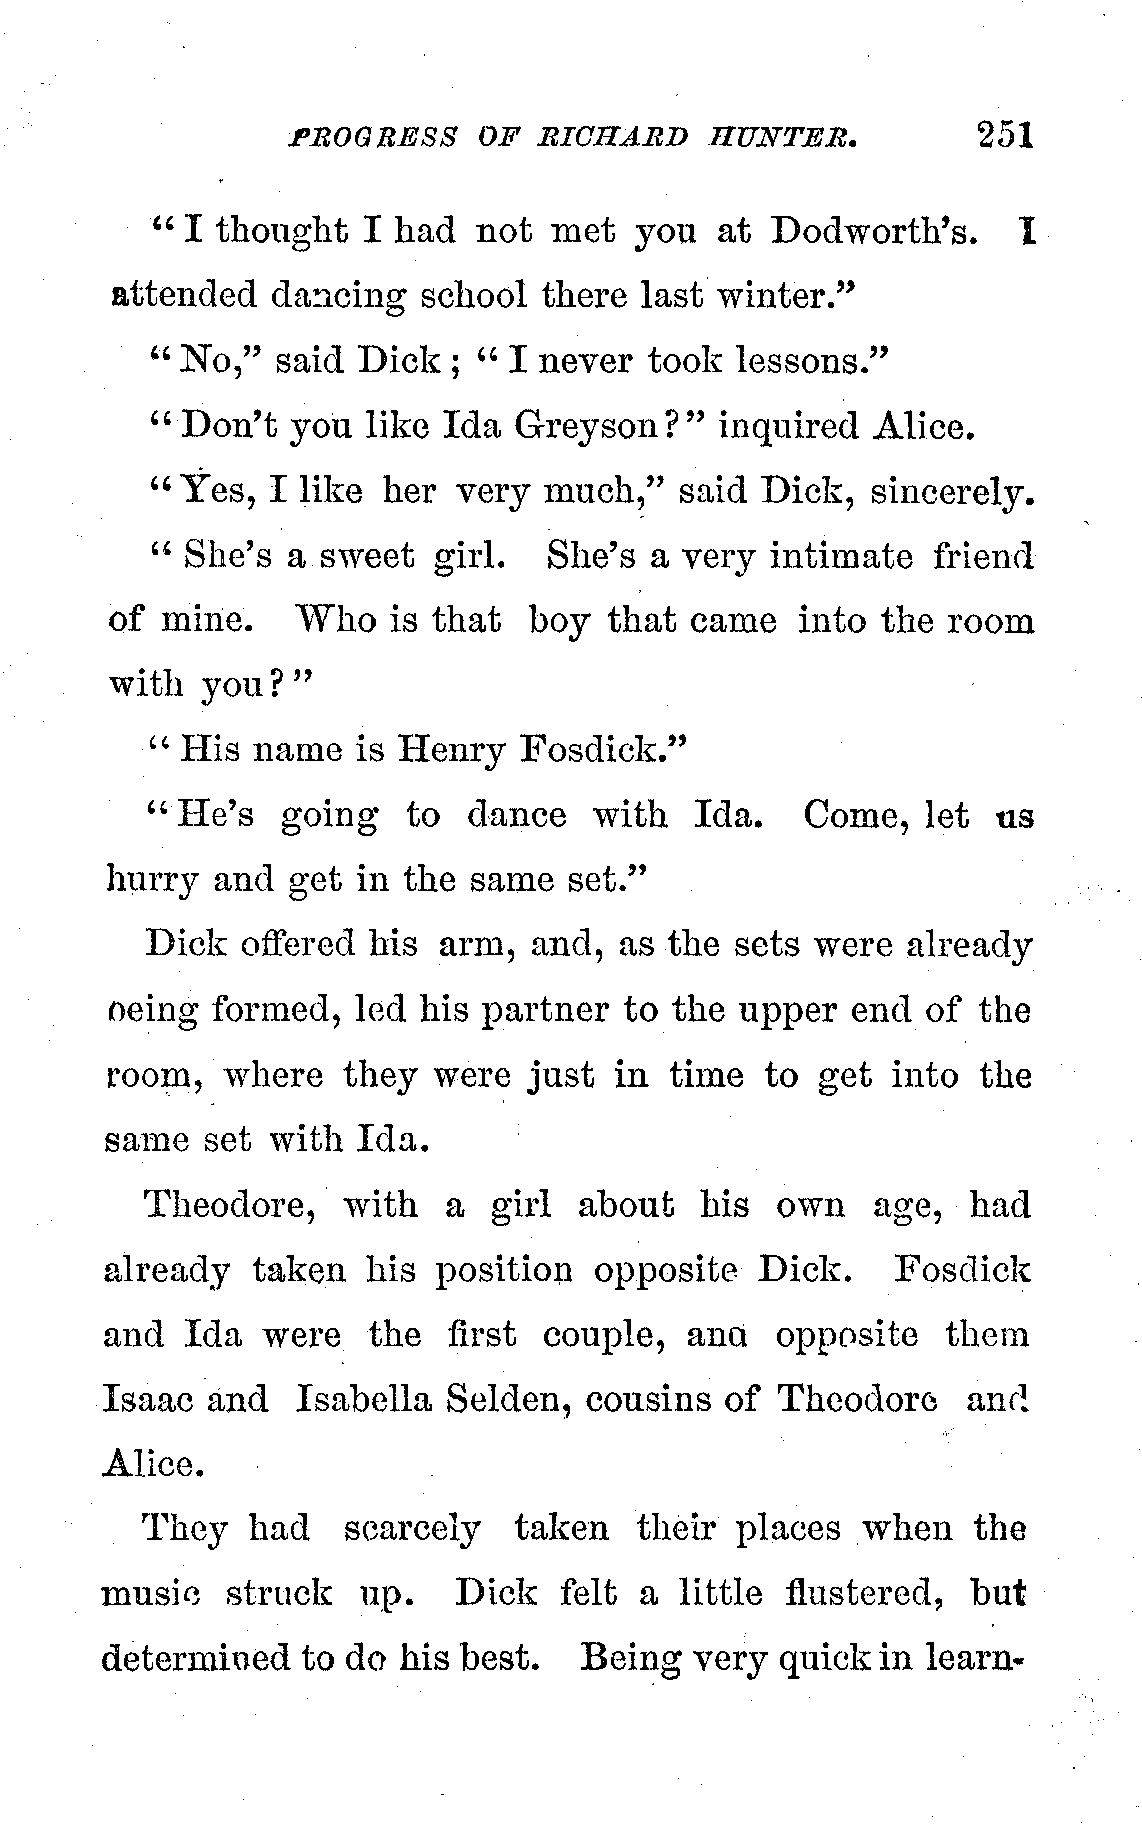 PROGRESS OF RICHARD HUNTER. 251
“I thought I had not met you at Dodworth’s. I
attended dancing school there last winter.”
“No,” said Dick; “I never took lessons.”
“Don’t you like Ida Greyson?” inquired Alice.
“Yes, I like her very much,” said Dick, sincerely.
“She’s a sweet girl. She’s a very intimate friend
of mine. Who is that boy that came into the room
with you?”
“His name is Henry Fosdick.”
“He’s going to dance with Ida. Come, let us
hurry and get in the same set.”
Dick offered his arm, and, as the sets were already
being formed, led his partner to the upper end of the
room, where they were just in time to get into the
same set with Ida.
Theodore, with a girl about his own age, had
already taken his position opposite Dick. Fosdick
and Ida were the first couple, and opposite them
Isaac and Isabella Selden, cousins of Theodore and
Alice.
They had scarcely taken their places when the
music struck up. Dick felt a little flustered, but
determined to do his best. Being very quick in learn-